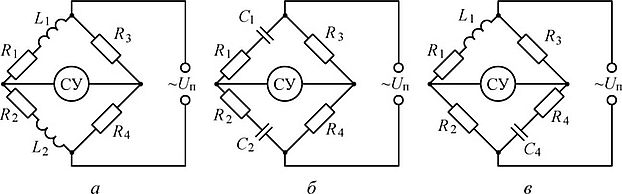 L₁ R₁ R₃ СУ ~Uп R₂ R₄ L₂
C₁ R₁ R₃ СУ ~Uп R₂ R₄ C₂
L₁ R₁ R₃ СУ ~Uп R₂ R₄ C₄
а б в